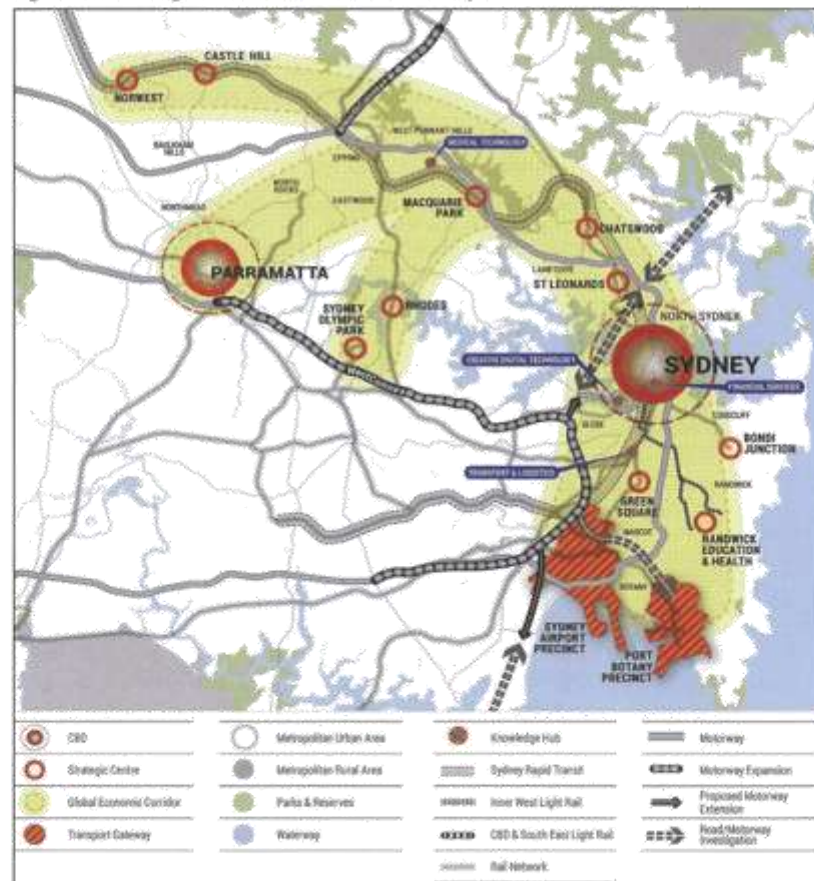 CASTLE HILL
NORWEST
BAULKHAM
HILLS
WEST PENNANT HILLS
MEDICAL TECHNOLOGY
EPPING
NORTH
ROCKS
EASTWOOD
NORTHMEAD
MACQUARIE
PARK
CHATSWOOD
PARRAMATTA
LANE COVE
ST LEONARDS
SYDNEY
OLYMPIC
PARK
RHODES
NORTH SYDNEY
WestConnex
CREATIVE DIGITAL TECHNOLOGY
SYDNEY
FINANCIAL SERVICES
GLEBE
EDGECLIFF
BONDI
JUNCTION
TRANSPORT & LOGISTICS
GREEN
SQUARE
RANDWICK
MASCOT
RANDWICK
EDUCATION
& HEALTH
BOTANY
SYDNEY
AIRPORT
PRECINCT
PORT
BOTANY
PRECINCT
CBD
Strategic Centre
Global Economic Corridor
Transport Gateway
Metropolitan Urban Area
Metropolitan Rural Area
Parks & Reserves
Waterway
Knowledge Hub
Sydney Rapid Transit
Inner West Light Rail
CBD & South East Light Rail
Rail Network
Motorway
Motorway Expansion
Proposed Motorway
Extension
Road/Motorway
Investigation